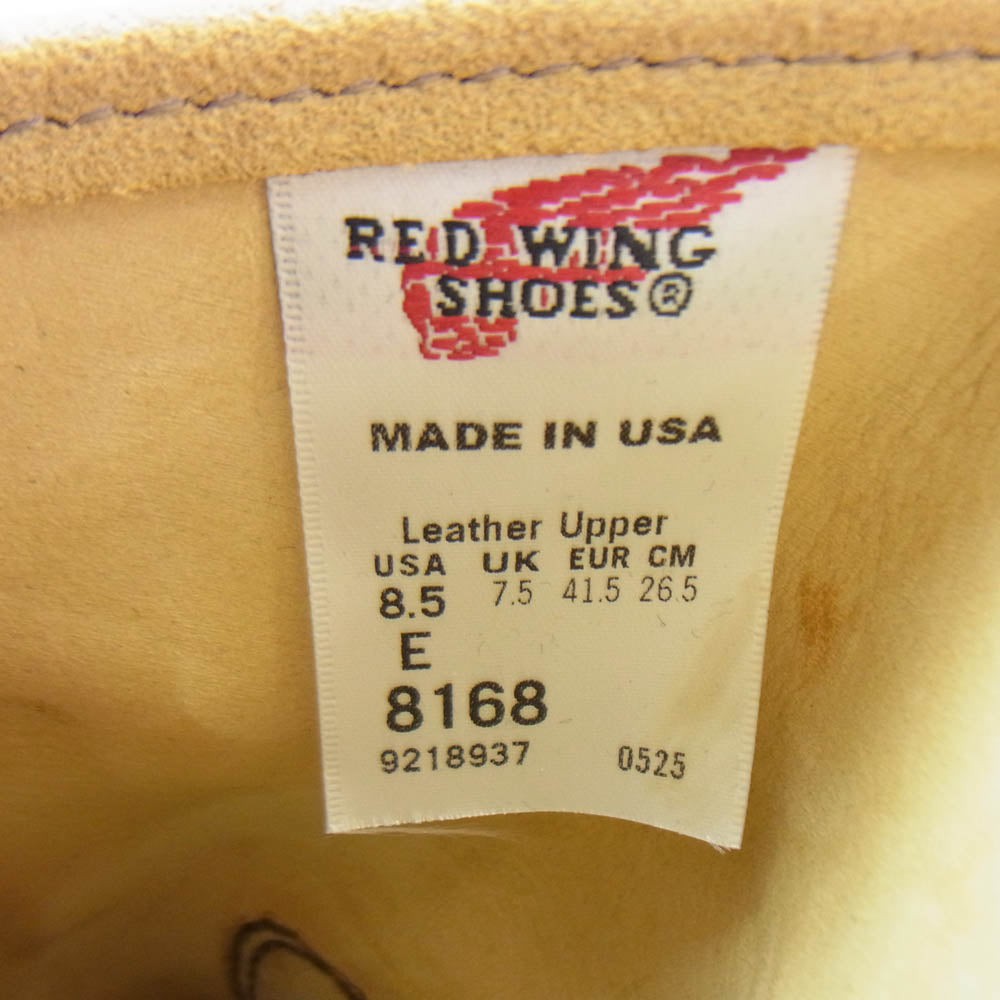 RED WING
SHOES®
MADE IN USA
Leather Upper
USA UK EUR CM
8.5 7.5 41.5 26.5
E
8168
9218937 0525